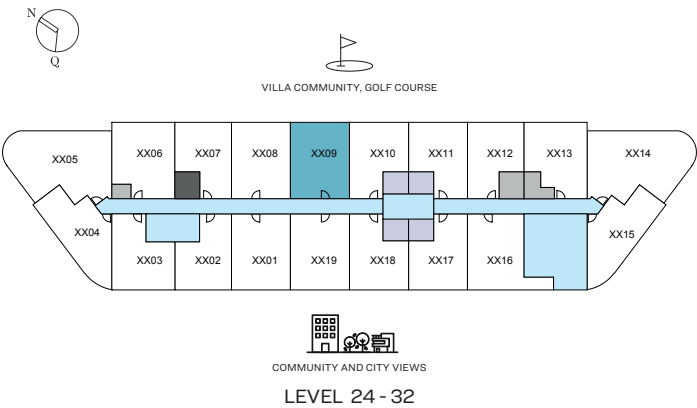 N
Q
VILLA COMMUNITY, GOLF COURSE
XX05
XX06
XX07
XX08
XX09
XX10
XX11
XX12
XX13
XX14
XX04
XX03
XX02
XX01
XX19
XX18
XX17
XX16
XX15
COMMUNITY AND CITY VIEWS
LEVEL 24 - 32